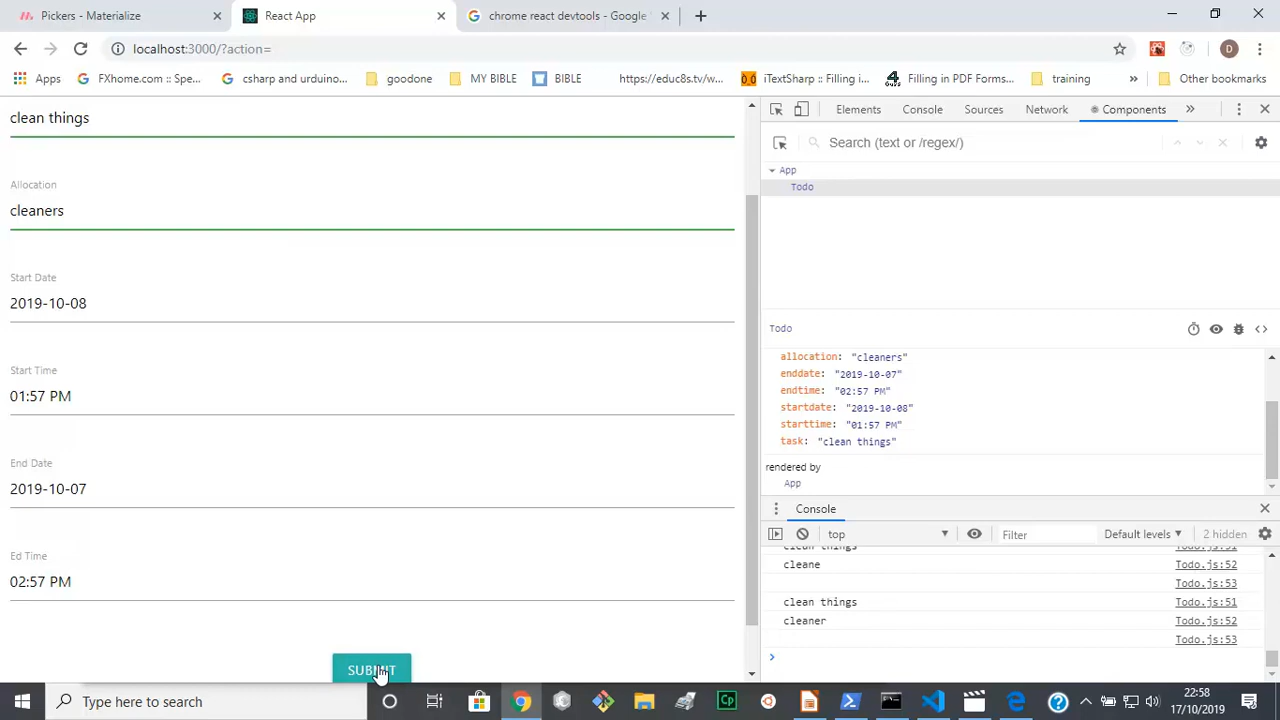 Pickers - Materialize
React App
chrome react devtools - Google
localhost:3000/?action=
D
Apps
FXhome.com :: Spe...
csharp and urduino...
goodone
MY BIBLE
BIBLE
https://educ8s.tv/w...
iTextSharp :: Filling i...
Filling in PDF Forms...
training
»
Other bookmarks
clean things
Allocation
cleaners
Start Date
2019-10-08
Start Time
01:57 PM
End Date
2019-10-07
Ed Time
02:57 PM
SUBMIT
Elements Console Sources Network Components »
Search (text or /regex/)
App
Todo
Todo
allocation: "cleaners"
enddate: "2019-10-07"
endtime: "02:57 PM"
startdate: "2019-10-08"
starttime: "01:57 PM"
task: "clean things"
rendered by
App
Console
top
Filter
Default levels
2 hidden
clean things Todo.js:51
cleane Todo.js:52
Todo.js:53
clean things Todo.js:51
cleaner Todo.js:52
Todo.js:53
Type here to search
Cp
22:58
17/10/2019